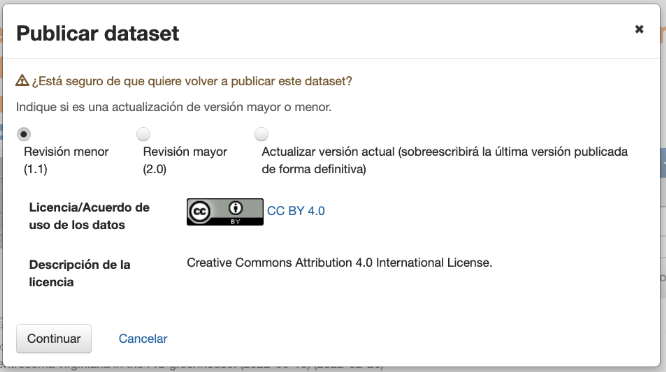 Publicar dataset
¿Está seguro de que quiere volver a publicar este dataset?
Indique si es una actualización de versión mayor o menor.
Revisión menor
(1.1)
Revisión mayor
(2.0)
Actualizar versión actual (sobreescribirá la última versión publicada
de forma definitiva)
Licencia/Acuerdo de
uso de los datos
cc BY CC BY 4.0
Descripción de la
licencia
Creative Commons Attribution 4.0 International License.
Continuar Cancelar